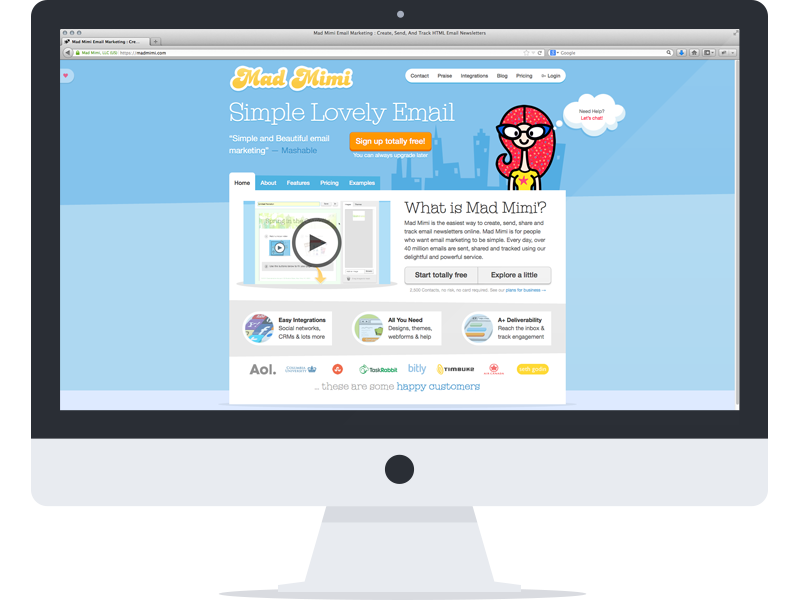 Mad Mimi Email Marketing : Create, Send, And Track HTML Email Newsletters
Mad Mimi Email Marketing : Cre...
https://madmimi.com
Google
Mad Mimi
Contact Praise Integrations Blog Pricing Login
Simple Lovely Email
Need Help?
Let's chat!
"Simple and Beautiful email
marketing" — Mashable
Sign up totally free!
You can always upgrade later
Home About Features Pricing Examples
What is Mad Mimi?
Mad Mimi is the easiest way to create, send, share and
track email newsletters online. Mad Mimi is for people
who want email marketing to be simple. Every day, over
40 million emails are sent, shared and tracked using our
delightful and powerful service.
Start totally free Explore a little
Contacts, no risk, no card required. See our plans for business
Easy Integrations
Social networks,
CRMs & lots more
All You Need
Designs, themes,
webforms & help
A+ Deliverability
Reach the inbox &
track engagement
Aol. TaskRabbit bitly TIMBUK2 seth godin
... these are some happy customers